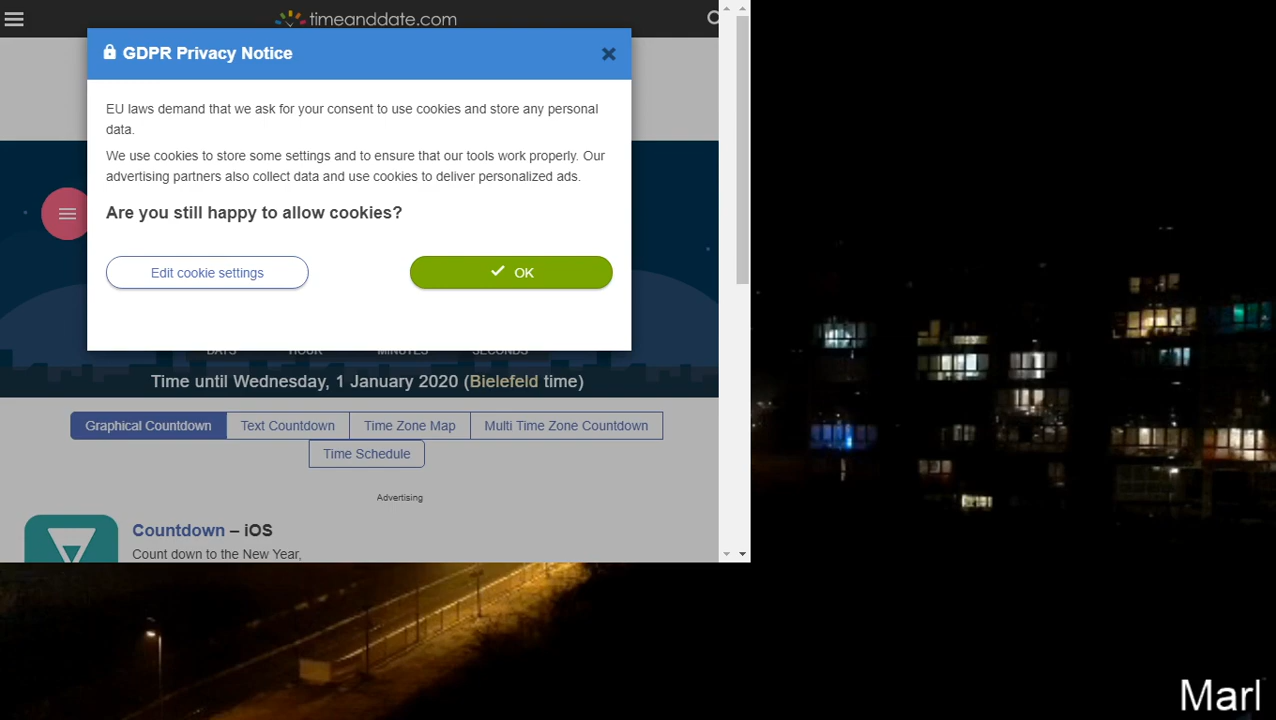 timeanddate.com
GDPR Privacy Notice
EU laws demand that we ask for your consent to use cookies and store any personal
data.
We use cookies to store some settings and to ensure that our tools work properly. Our
advertising partners also collect data and use cookies to deliver personalized ads.
Are you still happy to allow cookies?
Edit cookie settings
OK
DAYS HOUR MINUTES SECONDS
Time until Wednesday, 1 January 2020 (Bielefeld time)
Graphical Countdown Text Countdown Time Zone Map Multi Time Zone Countdown
Time Schedule
Advertising
Countdown – iOS
Count down to the New Year,
Marl